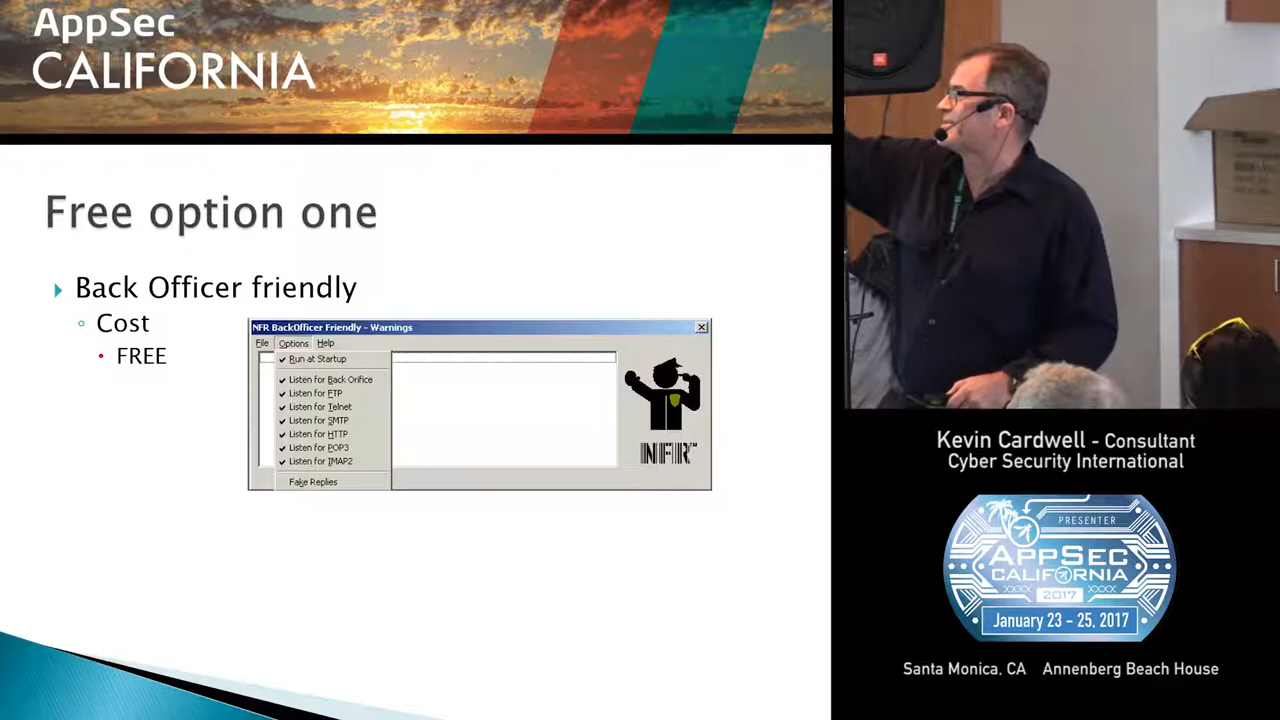 AppSec
CALIFORNIA
Free option one
Back Officer friendly
Cost
FREE
NFR BackOfficer Friendly - Warnings
File Options Help
Run at Startup
Listen for Back Orifice
Listen for FTP
Listen for Telnet
Listen for SMTP
Listen for HTTP
Listen for POP3
Listen for IMAP2
Fake Replies
NFR™
JBL
Kevin Cardwell - Consultant
Cyber Security International
PRESENTER
APPSEC
CALIFORNIA
2017
January 23 - 25, 2017
Santa Monica, CA Annenberg Beach House